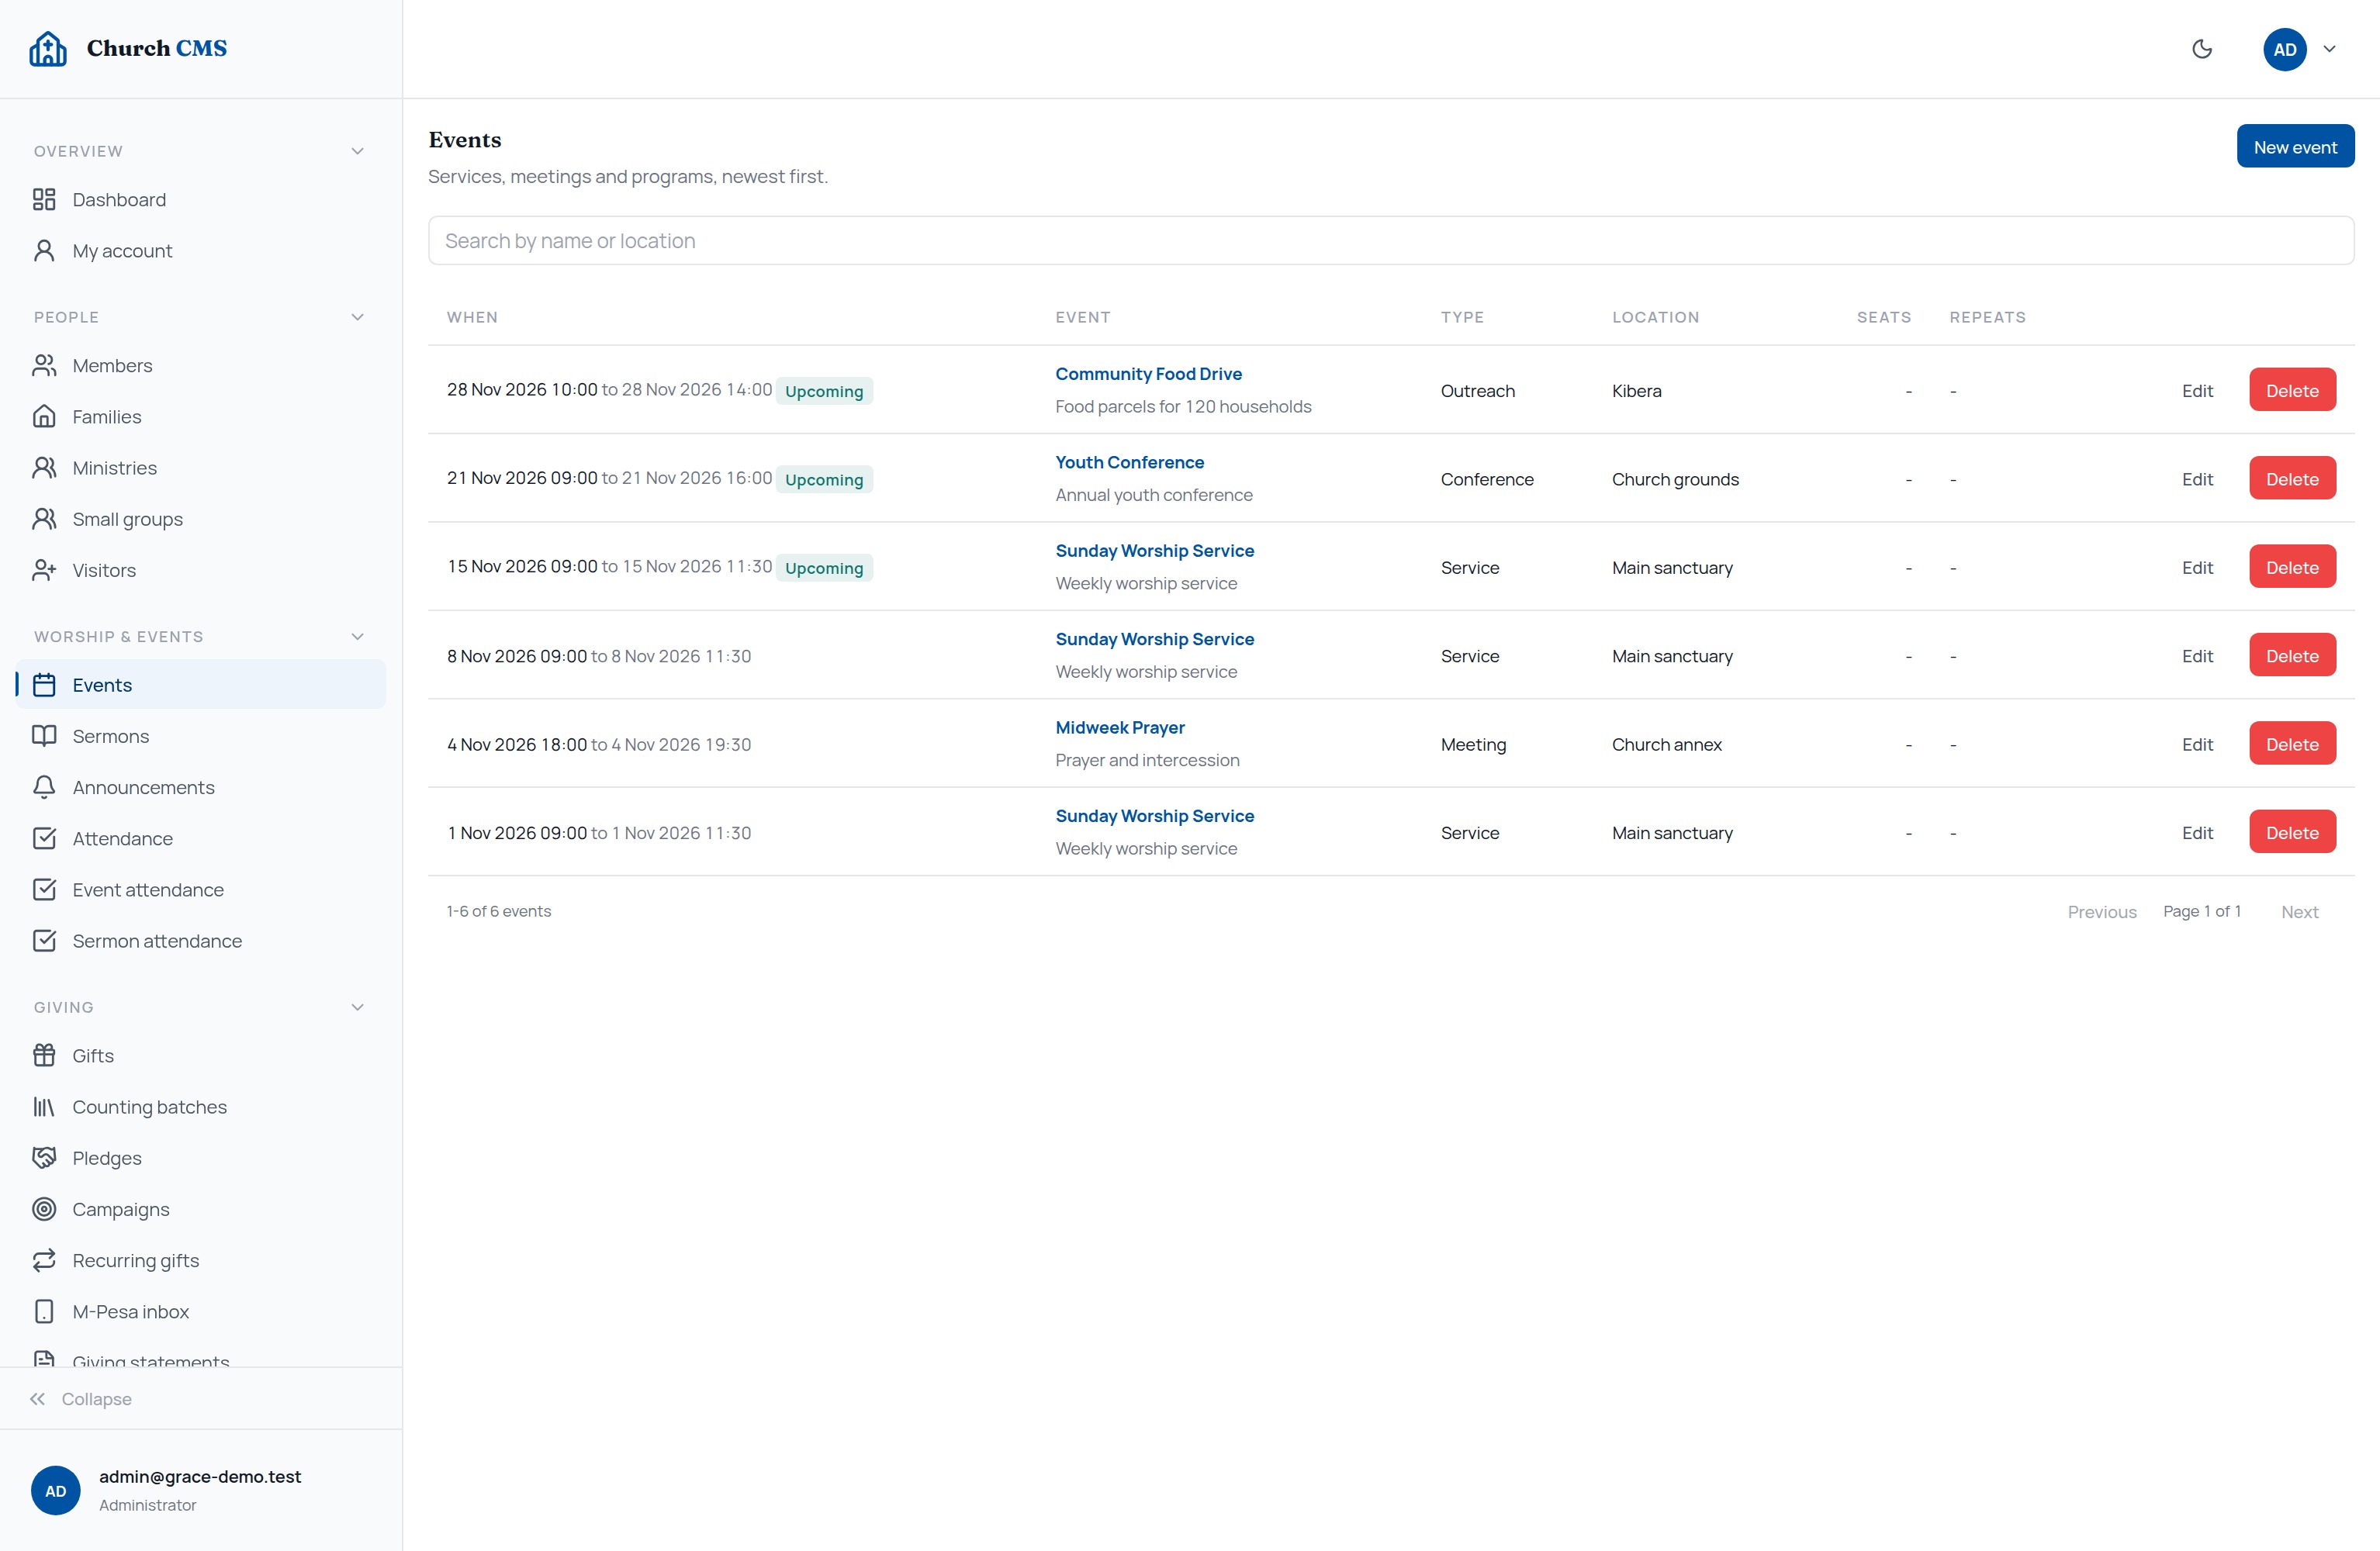 Church CMS
AD
OVERVIEW
Dashboard
My account
PEOPLE
Members
Families
Ministries
Small groups
Visitors
WORSHIP & EVENTS
Events
Sermons
Announcements
Attendance
Event attendance
Sermon attendance
GIVING
Gifts
Counting batches
Pledges
Campaigns
Recurring gifts
M-Pesa inbox
Giving statements
Collapse
AD
admin@grace-demo.test
Administrator
Events
New event
Services, meetings and programs, newest first.
Search by name or location
WHEN EVENT TYPE LOCATION SEATS REPEATS
28 Nov 2026 10:00 to 28 Nov 2026 14:00 Upcoming Community Food Drive Outreach Kibera - - Edit Delete
Food parcels for 120 households
21 Nov 2026 09:00 to 21 Nov 2026 16:00 Upcoming Youth Conference Conference Church grounds - - Edit Delete
Annual youth conference
15 Nov 2026 09:00 to 15 Nov 2026 11:30 Upcoming Sunday Worship Service Service Main sanctuary - - Edit Delete
Weekly worship service
8 Nov 2026 09:00 to 8 Nov 2026 11:30 Sunday Worship Service Service Main sanctuary - - Edit Delete
Weekly worship service
4 Nov 2026 18:00 to 4 Nov 2026 19:30 Midweek Prayer Meeting Church annex - - Edit Delete
Prayer and intercession
1 Nov 2026 09:00 to 1 Nov 2026 11:30 Sunday Worship Service Service Main sanctuary - - Edit Delete
Weekly worship service
1-6 of 6 events Previous Page 1 of 1 Next